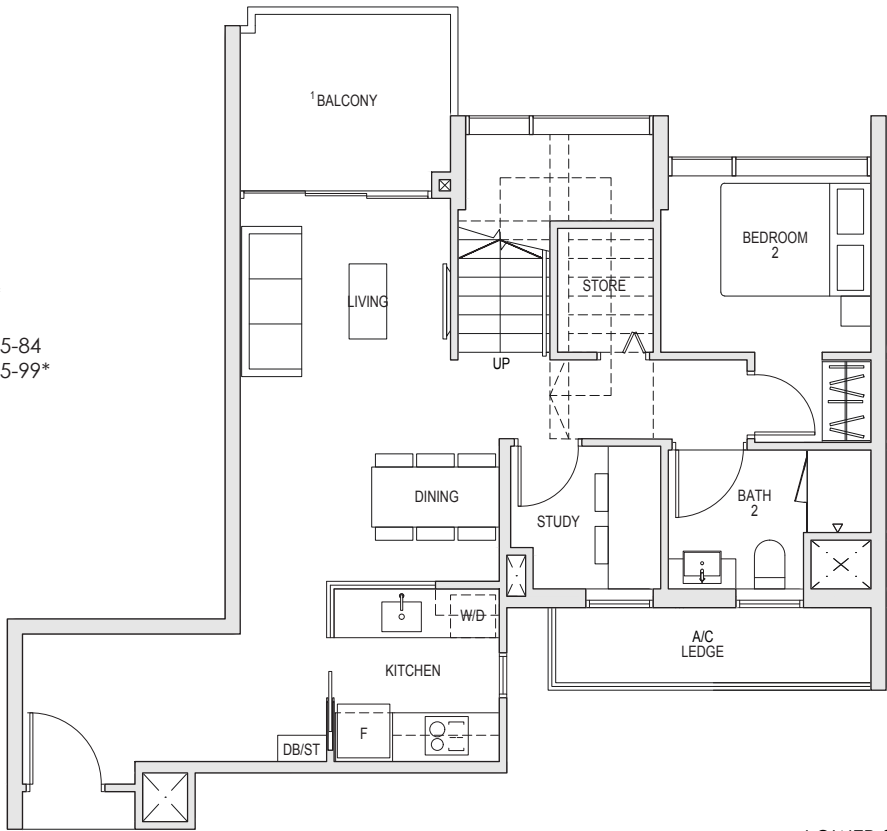 ¹ BALCONY
BEDROOM
2
STORE
LIVING
5-84
5-99*
UP
DINING
STUDY
BATH
2
W/D
A/C
LEDGE
KITCHEN
F
DB/ST